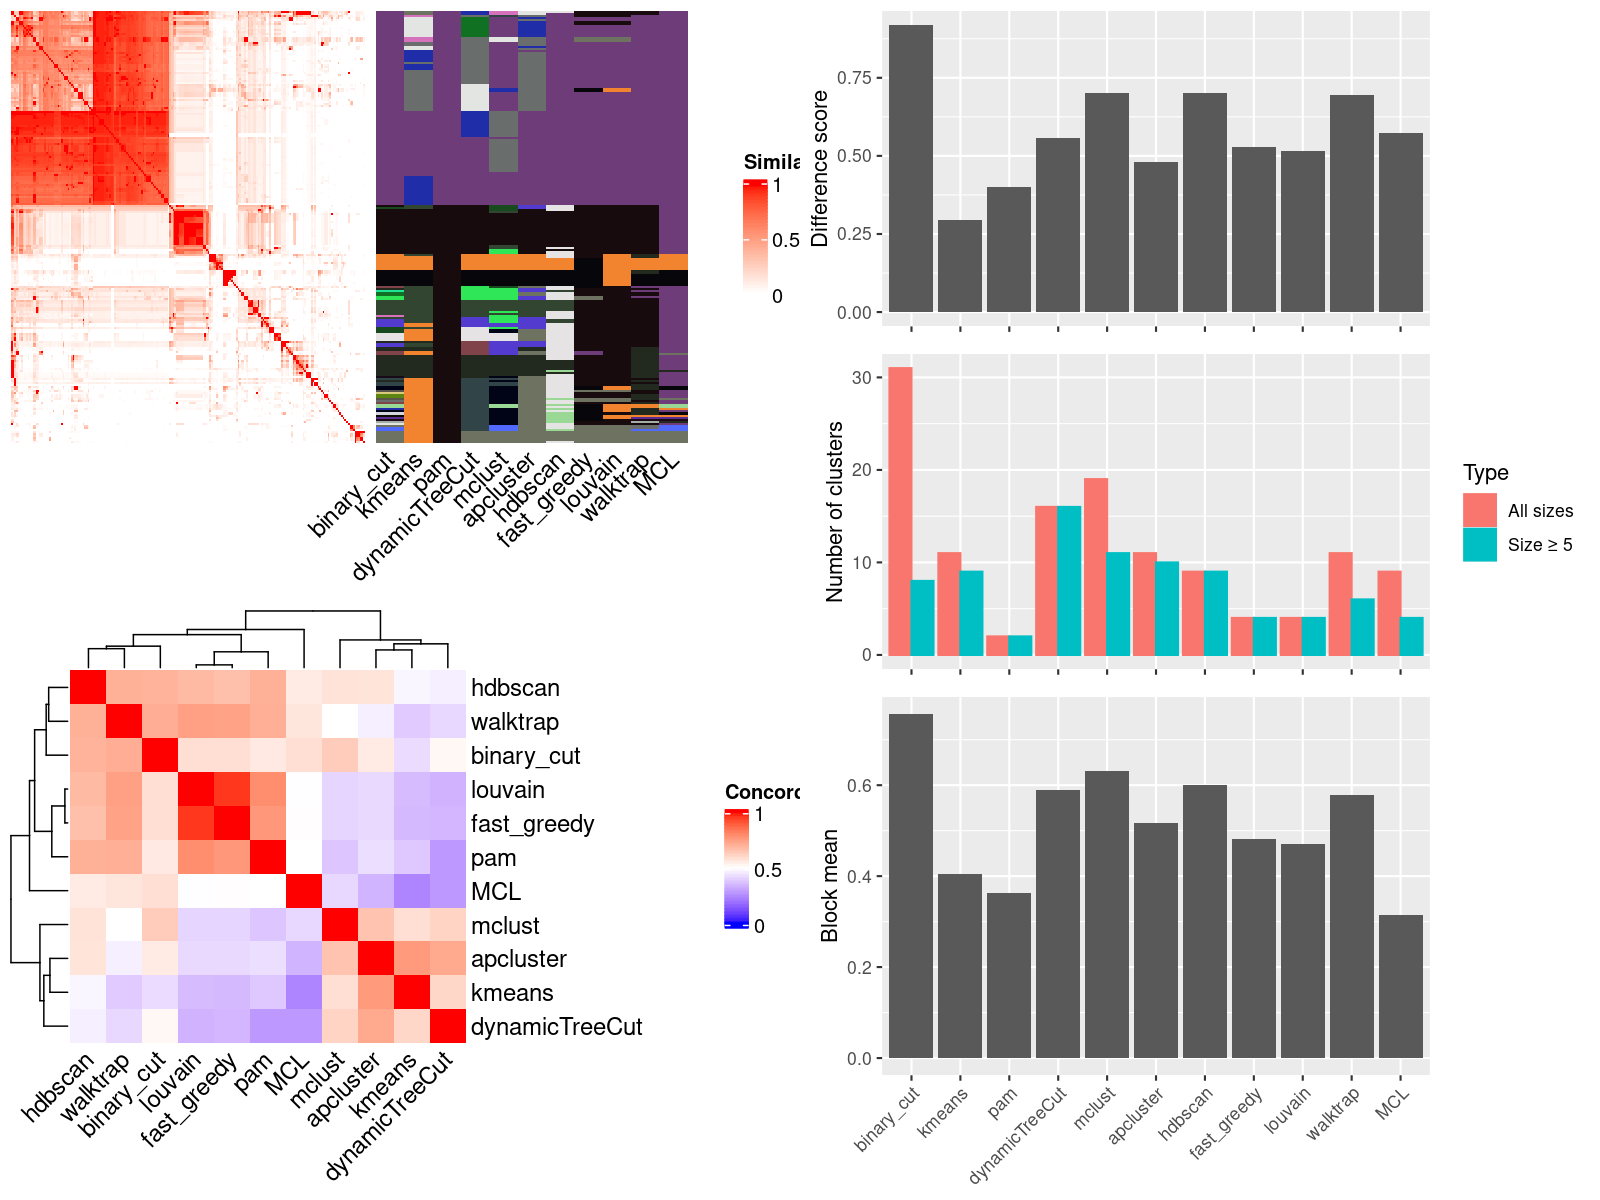 Simila
1
0.5
0
binary_cut
kmeans
pam
dynamicTreeCut
mclust
apcluster
hdbscan
fast_greedy
louvain
walktrap
MCL
Difference score
0.75
0.50
0.25
0.00
Number of clusters
30
20
10
0
Type
All sizes
Size ≥ 5
hdbscan
walktrap
binary_cut
louvain
fast_greedy
pam
MCL
mclust
apcluster
kmeans
dynamicTreeCut
hdbscan
walktrap
binary_cut
louvain
fast_greedy
pam
MCL
mclust
apcluster
kmeans
dynamicTreeCut
Concord
1
0.5
0
Block mean
0.6
0.4
0.2
0.0
binary_cut
kmeans
pam
dynamicTreeCut
mclust
apcluster
hdbscan
fast_greedy
louvain
walktrap
MCL